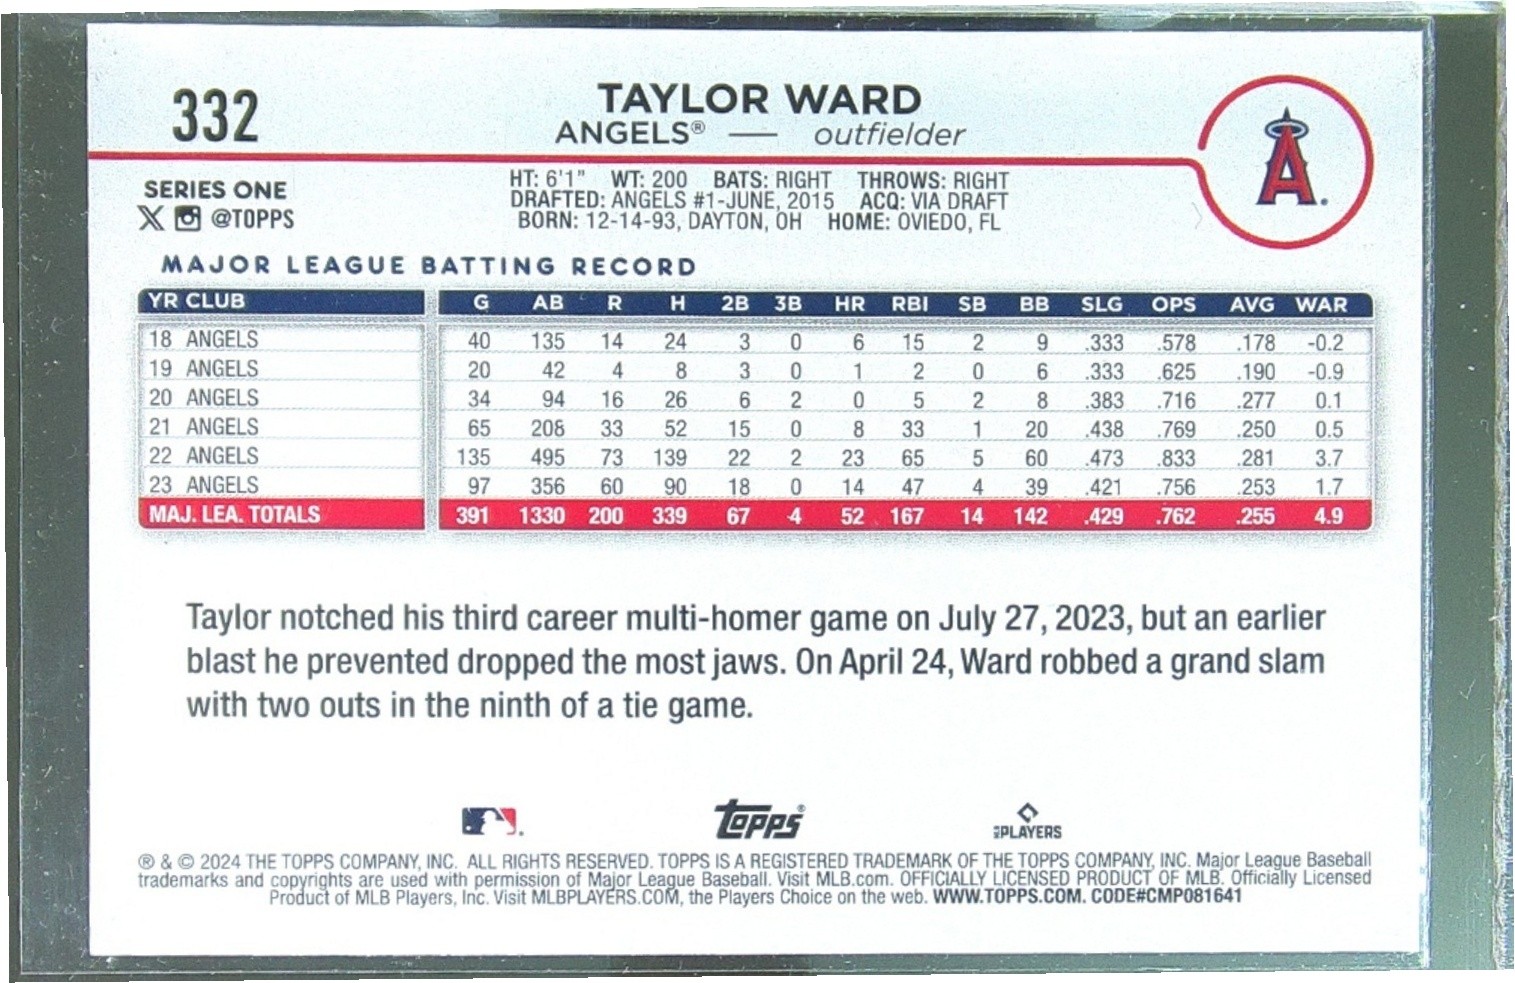 332
TAYLOR WARD
ANGELS® — outfielder
A.
SERIES ONE
@TOPPS
HT: 6'1" WT: 200 BATS: RIGHT THROWS: RIGHT
DRAFTED: ANGELS #1-JUNE, 2015 ACQ: VIA DRAFT
BORN: 12-14-93, DAYTON, OH HOME: OVIEDO, FL
MAJOR LEAGUE BATTING RECORD
YR CLUB G AB R H 2B 3B HR RBI SB BB SLG OPS AVG WAR
18 ANGELS 40 135 14 24 3 0 6 15 2 9 .333 .578 .178 -0.2
19 ANGELS 20 42 4 8 3 0 1 2 0 6 .333 .625 .190 -0.9
20 ANGELS 34 94 16 26 6 2 0 5 2 8 .383 .716 .277 0.1
21 ANGELS 65 208 33 52 15 0 8 33 1 20 .438 .769 .250 0.5
22 ANGELS 135 495 73 139 22 2 23 65 5 60 .473 .833 .281 3.7
23 ANGELS 97 356 60 90 18 0 14 47 4 39 .421 .756 .253 1.7
MAJ. LEA. TOTALS 391 1330 200 339 67 4 52 167 14 142 .429 .762 .255 4.9
Taylor notched his third career multi-homer game on July 27, 2023, but an earlier
blast he prevented dropped the most jaws. On April 24, Ward robbed a grand slam
with two outs in the ninth of a tie game.
Topps®
MLB PLAYERS
® & © 2024 THE TOPPS COMPANY, INC. ALL RIGHTS RESERVED. TOPPS IS A REGISTERED TRADEMARK OF THE TOPPS COMPANY, INC. Major League Baseball
trademarks and copyrights are used with permission of Major League Baseball. Visit MLB.com. OFFICIALLY LICENSED PRODUCT OF MLB. Officially Licensed
Product of MLB Players, Inc. Visit MLBPLAYERS.COM, the Players Choice on the web. WWW.TOPPS.COM. CODE#CMP081641